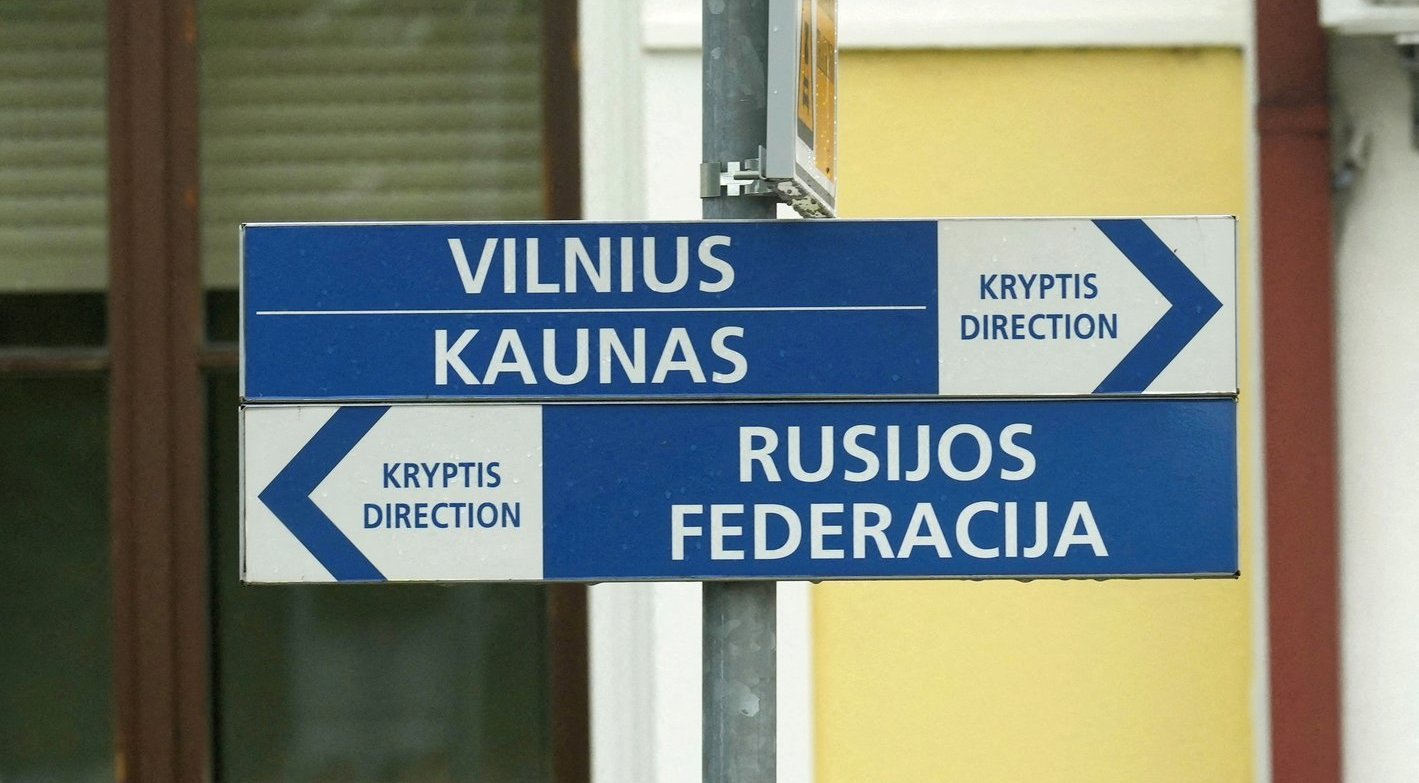 VILNIUS
KAUNAS
KRYPTIS
DIRECTION
KRYPTIS
DIRECTION
RUSIJOS
FEDERACIJA